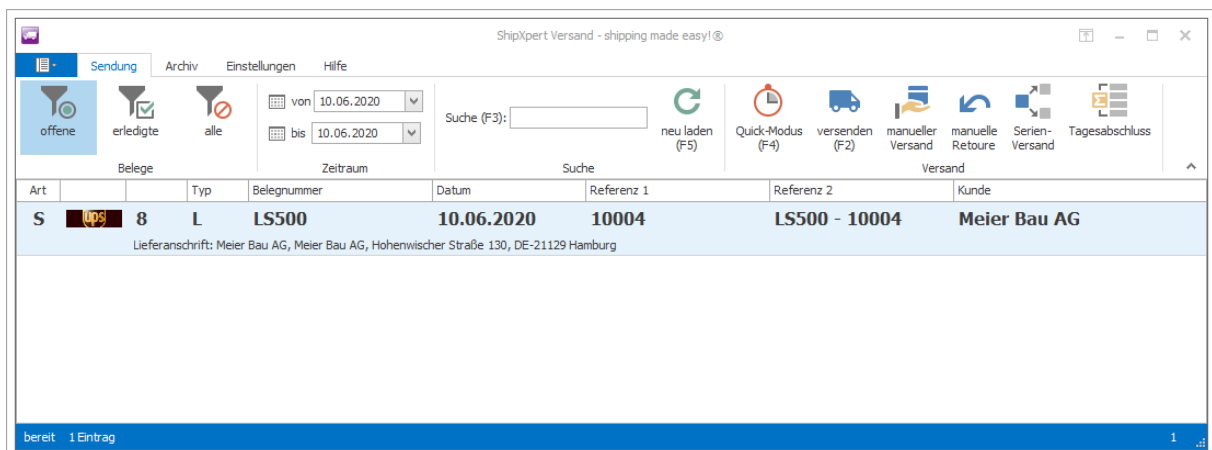 ShipXpert Versand - shipping made easy!®
Sendung Archiv Einstellungen Hilfe
offene erledigte alle
Belege
von 10.06.2020
bis 10.06.2020
Zeitraum
Suche (F3):
neu laden (F5)
Suche
Quick-Modus (F4) versenden (F2) manueller Versand manuelle Retoure Serien-Versand Tagesabschluss
Versand
Art Typ Belegnummer Datum Referenz 1 Referenz 2 Kunde
S ups 8 L LS500 10.06.2020 10004 LS500 - 10004 Meier Bau AG
Lieferanschrift: Meier Bau AG, Meier Bau AG, Hohenwischer Straße 130, DE-21129 Hamburg
bereit 1 Eintrag 1